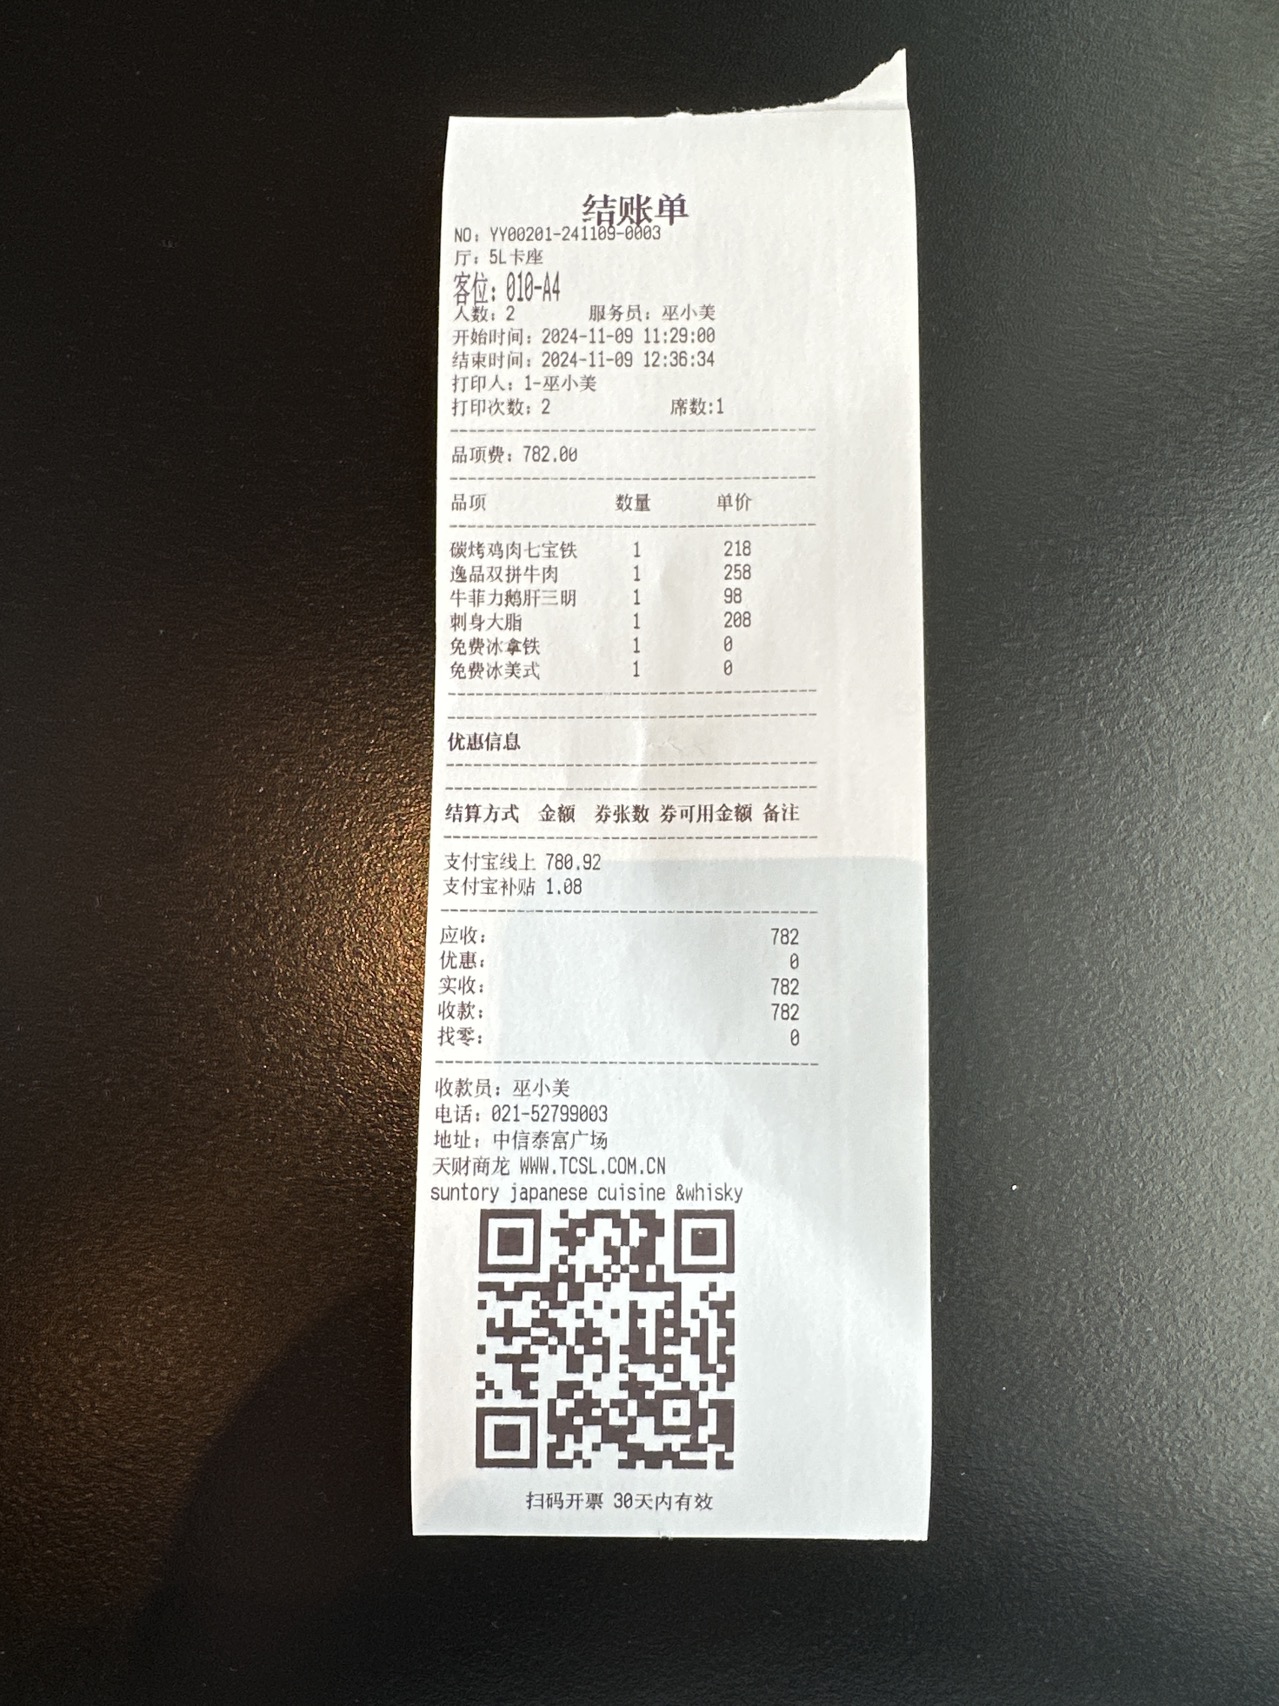 结账单
NO: YY00201-241109-0003
厅: 5L卡座
客位: 010-A4
人数: 2 服务员: 巫小美
开始时间: 2024-11-09 11:29:00
结束时间: 2024-11-09 12:36:34
打印人: 1-巫小美
打印次数: 2 席数:1
品项费: 782.00
品项 数量 单价
碳烤鸡肉七宝铁 1 218
逸品双拼牛肉 1 258
牛菲力鹅肝三明 1 98
刺身大脂 1 208
免费冰拿铁 1 0
免费冰美式 1 0
优惠信息
结算方式 金额 券张数 券可用金额 备注
支付宝线上 780.92
支付宝补贴 1.08
应收: 782
优惠: 0
实收: 782
收款: 782
找零: 0
收款员: 巫小美
电话: 021-52799003
地址: 中信泰富广场
天财商龙 WWW.TCSL.COM.CN
suntory japanese cuisine &whisky
扫码开票 30天内有效